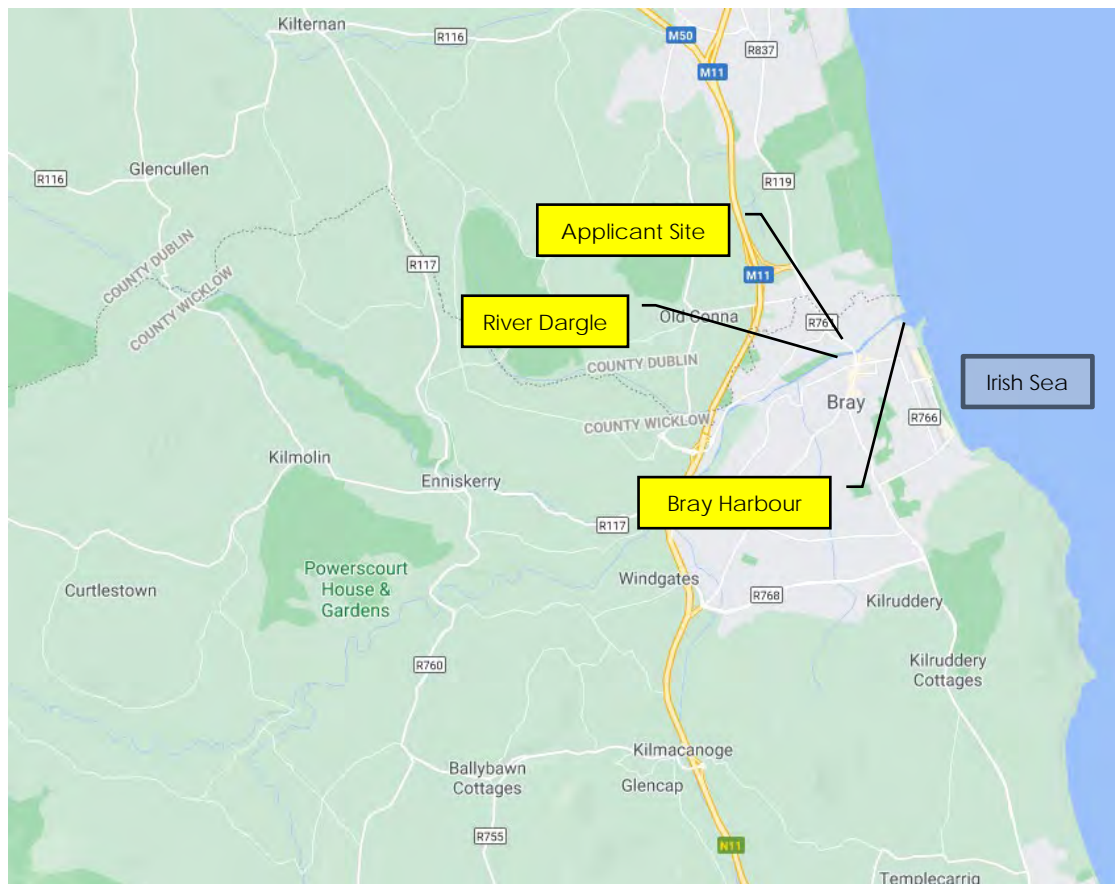 Kilternan
R116
M50
R837
M11
Glencullen
R116
R119
Applicant Site
COUNTY DUBLIN
COUNTY WICKLOW
R117
M11
River Dargle
Old Conna
R761
COUNTY DUBLIN
Irish Sea
Bray
R766
COUNTY WICKLOW
Kilmolin
Enniskerry
Bray Harbour
R117
Powerscourt
House &
Gardens
Curtlestown
Windgates
R768
Kilruddery
R760
Kilruddery
Cottages
Kilmacanoge
Ballybawn
Cottages
Glencap
R755
N11
Templecarrig